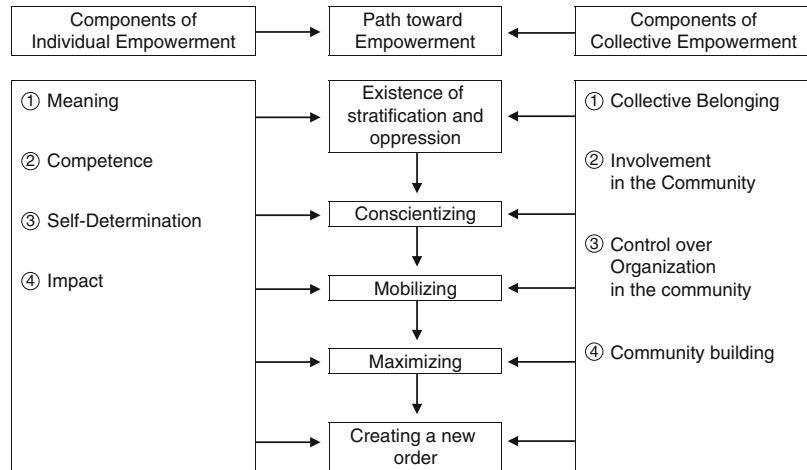 Components of
Individual Empowerment
Path toward
Empowerment
Components of
Collective Empowerment
① Meaning
② Competence
③ Self-Determination
④ Impact
Existence of
stratification and
oppression
Conscientizing
Mobilizing
Maximizing
Creating a new
order
① Collective Belonging
② Involvement
in the Community
③ Control over
Organization
in the community
④ Community building